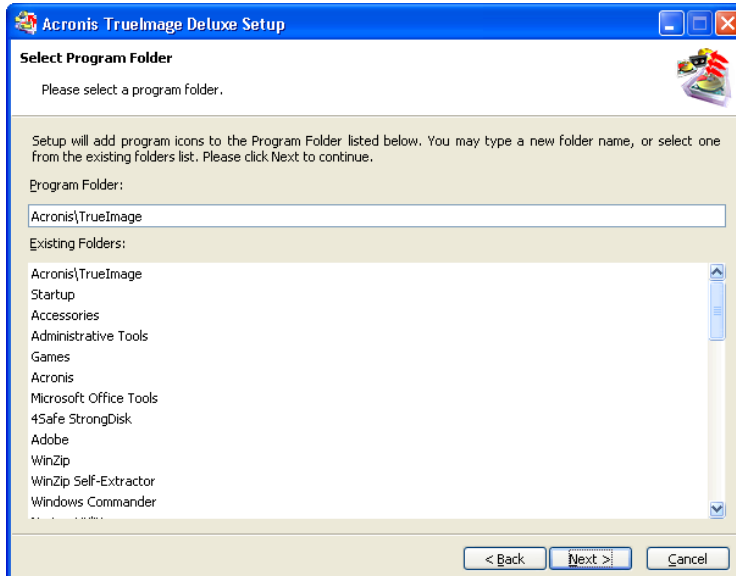 Acronis TrueImage Deluxe Setup
Select Program Folder
Please select a program folder.
Setup will add program icons to the Program Folder listed below. You may type a new folder name, or select one
from the existing folders list. Please click Next to continue.
Program Folder:
Acronis\TrueImage
Existing Folders:
Acronis\TrueImage
Startup
Accessories
Administrative Tools
Games
Acronis
Microsoft Office Tools
4Safe StrongDisk
Adobe
WinZip
WinZip Self-Extractor
Windows Commander
< Back
Next >
Cancel